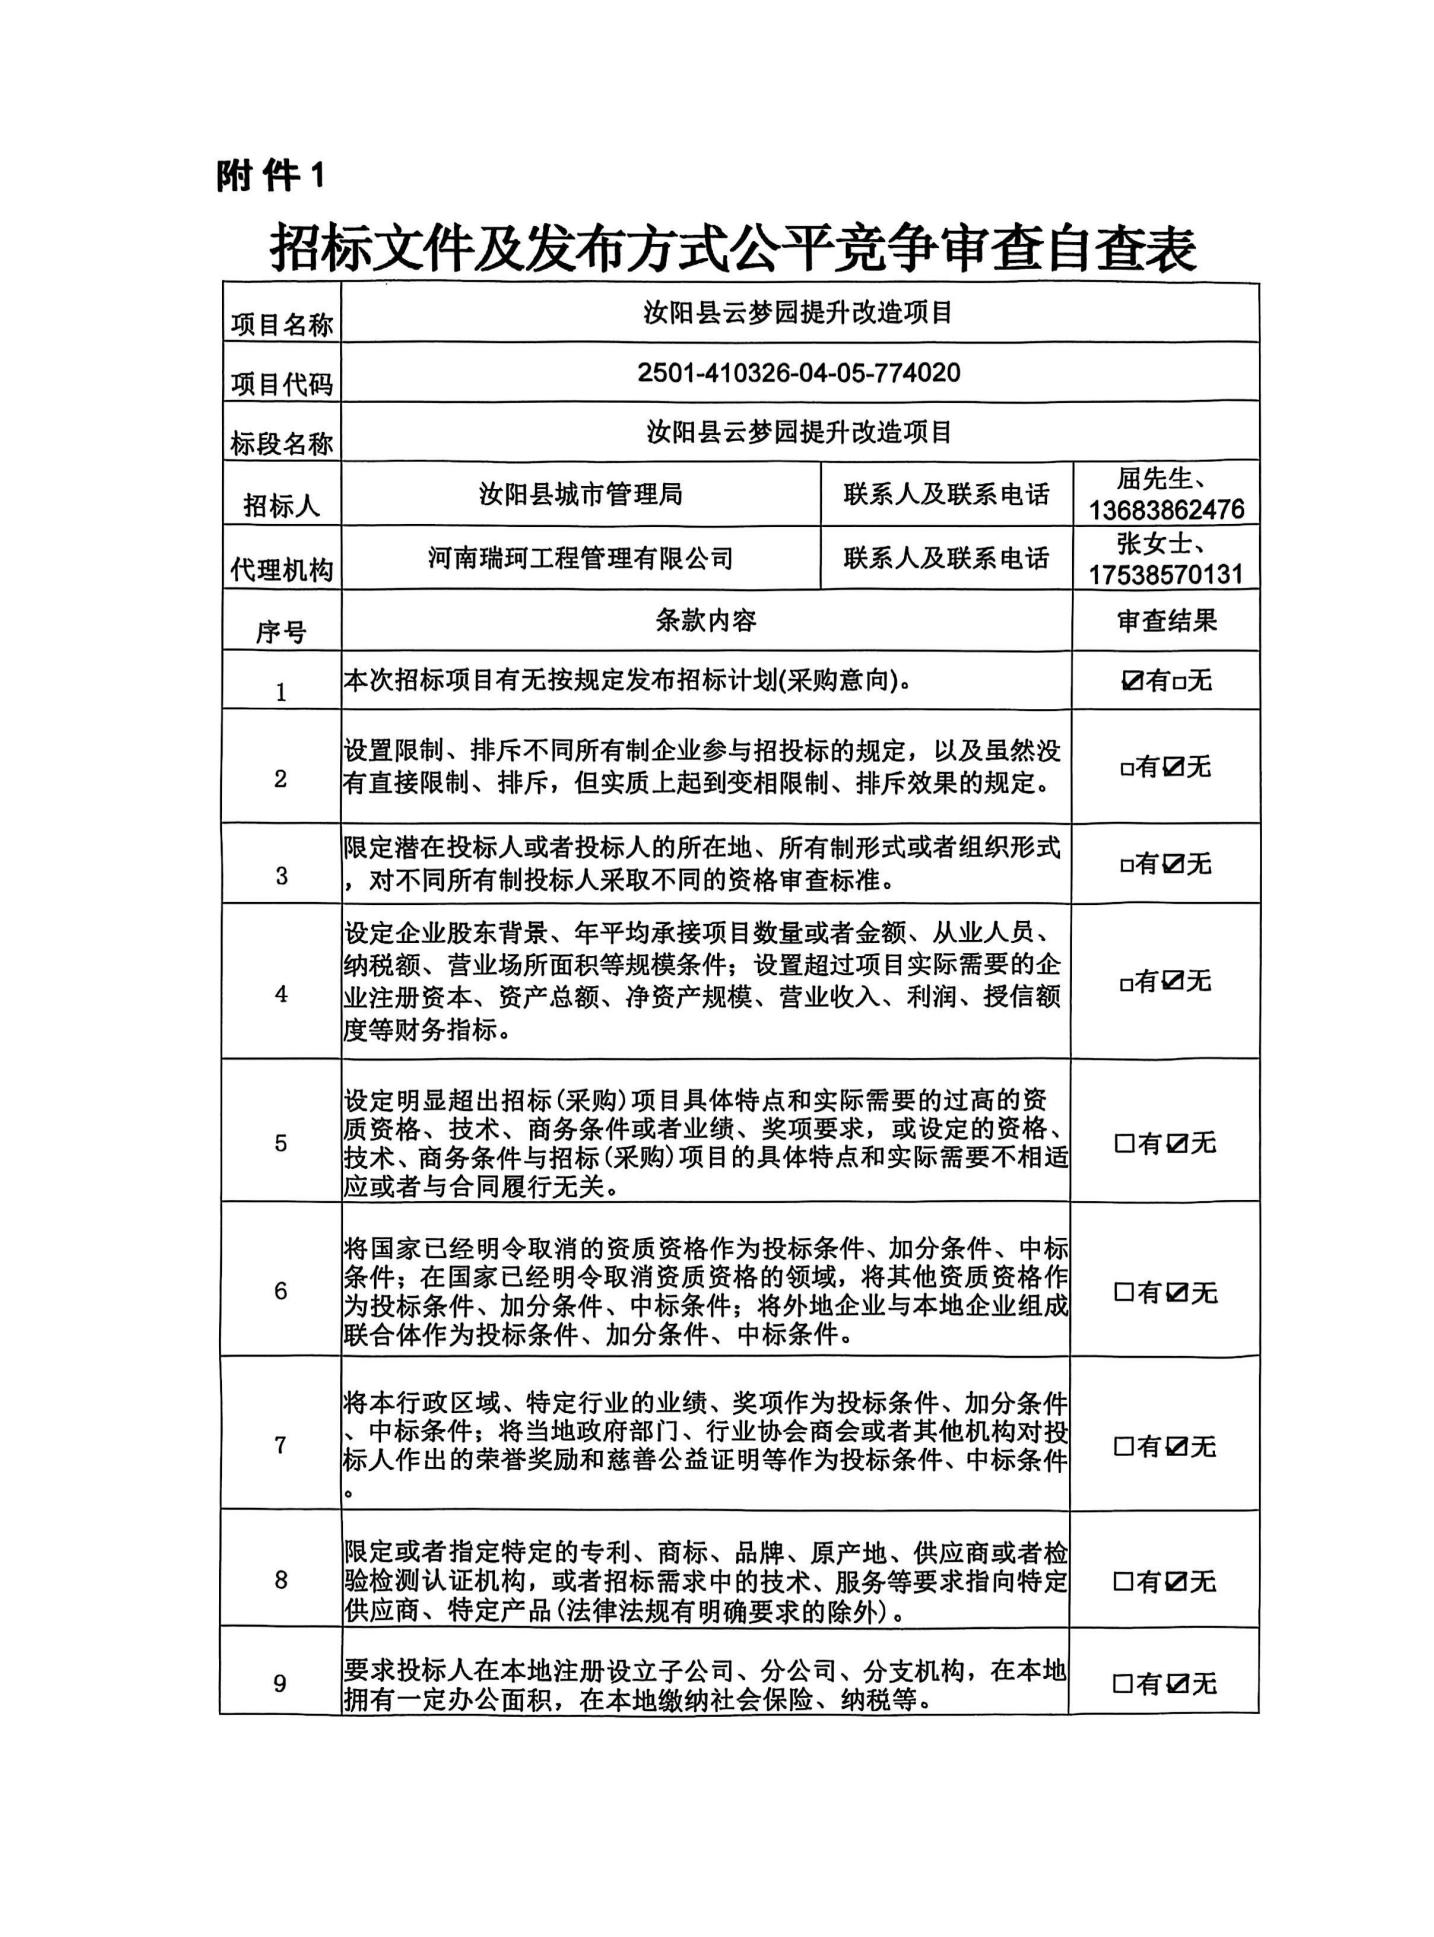 附件1
招标文件及发布方式公平竞争审查自查表
项目名称 汝阳县云梦园提升改造项目
项目代码 2501-410326-04-05-774020
标段名称 汝阳县云梦园提升改造项目
招标人 汝阳县城市管理局 联系人及联系电话 屈先生、
13683862476
代理机构 河南瑞珂工程管理有限公司 联系人及联系电话 张女士、
17538570131
序号 条款内容 审查结果
1 本次招标项目有无按规定发布招标计划(采购意向)。 ☑有□无
2 设置限制、排斥不同所有制企业参与招投标的规定，以及虽然没
有直接限制、排斥，但实质上起到变相限制、排斥效果的规定。 □有☑无
3 限定潜在投标人或者投标人的所在地、所有制形式或者组织形式
，对不同所有制投标人采取不同的资格审查标准。 □有☑无
4 设定企业股东背景、年平均承接项目数量或者金额、从业人员、
纳税额、营业场所面积等规模条件；设置超过项目实际需要的企
业注册资本、资产总额、净资产规模、营业收入、利润、授信额
度等财务指标。 □有☑无
5 设定明显超出招标(采购)项目具体特点和实际需要的过高的资
质资格、技术、商务条件或者业绩、奖项要求，或设定的资格、
技术、商务条件与招标(采购)项目的具体特点和实际需要不相适
应或者与合同履行无关。 □有☑无
6 将国家已经明令取消的资质资格作为投标条件、加分条件、中标
条件；在国家已经明令取消资质资格的领域，将其他资质资格作
为投标条件、加分条件、中标条件；将外地企业与本地企业组成
联合体作为投标条件、加分条件、中标条件。 □有☑无
7 将本行政区域、特定行业的业绩、奖项作为投标条件、加分条件
、中标条件；将当地政府部门、行业协会商会或者其他机构对投
标人作出的荣誉奖励和慈善公益证明等作为投标条件、中标条件
。 □有☑无
8 限定或者指定特定的专利、商标、品牌、原产地、供应商或者检
验检测认证机构，或者招标需求中的技术、服务等要求指向特定
供应商、特定产品(法律法规有明确要求的除外)。 □有☑无
9 要求投标人在本地注册设立子公司、分公司、分支机构，在本地
拥有一定办公面积，在本地缴纳社会保险、纳税等。 □有☑无